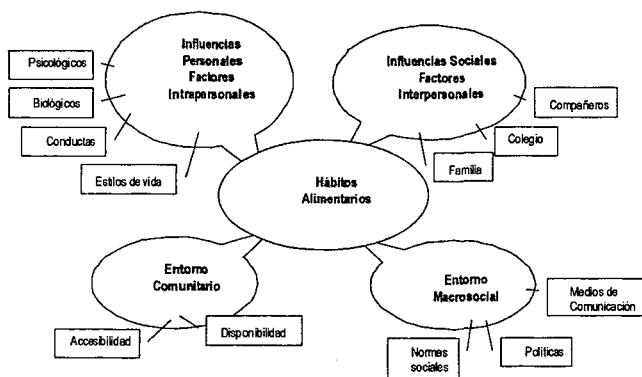 Influencias
Personales
Factores
Intrapersonales
Psicológicos
Biológicos
Conductas
Estilos de vida
Influencias Sociales
Factores
Interpersonales
Compañeros
Colegio
Familia
Hábitos
Alimentarios
Entorno
Comunitario
Accesibilidad
Disponibilidad
Entorno
Macrosocial
Medios de
Comunicación
Normas
sociales
Políticas